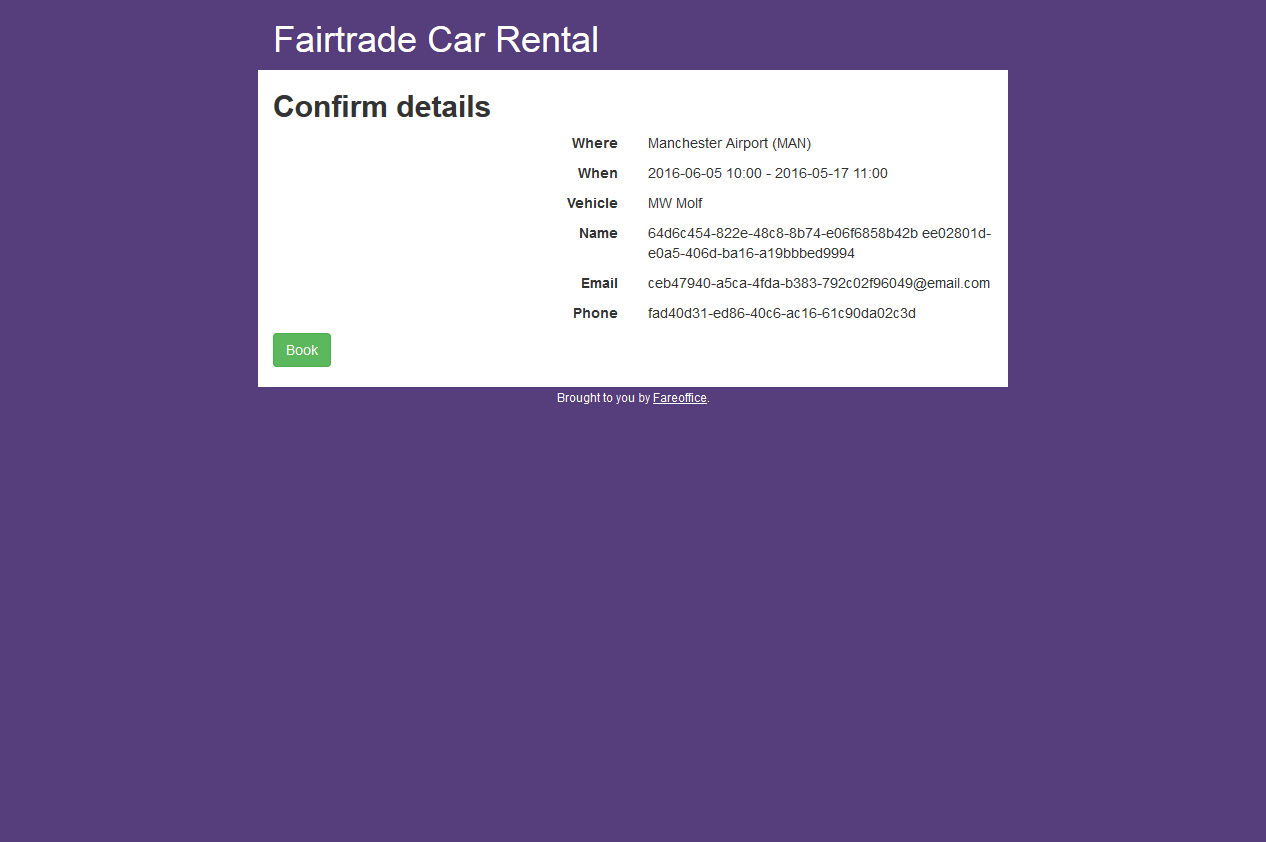 Fairtrade Car Rental
Confirm details
Where Manchester Airport (MAN)
When 2016-06-05 10:00 - 2016-05-17 11:00
Vehicle MW Molf
Name 64d6c454-822e-48c8-8b74-e06f6858b42b ee02801d-
e0a5-406d-ba16-a19bbbed9994
Email ceb47940-a5ca-4fda-b383-792c02f96049@email.com
Phone fad40d31-ed86-40c6-ac16-61c90da02c3d
Book
Brought to you by Fareoffice.